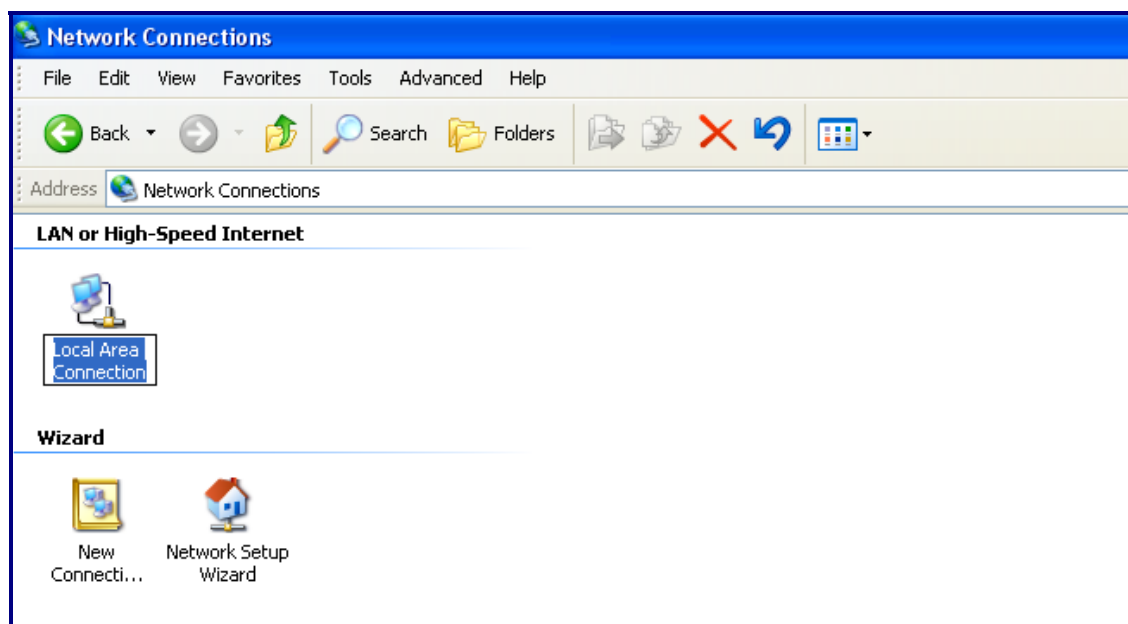 Network Connections
File Edit View Favorites Tools Advanced Help
Back Search Folders
Address Network Connections
LAN or High-Speed Internet
Local Area
Connection
Wizard
New Network Setup
Connecti... Wizard